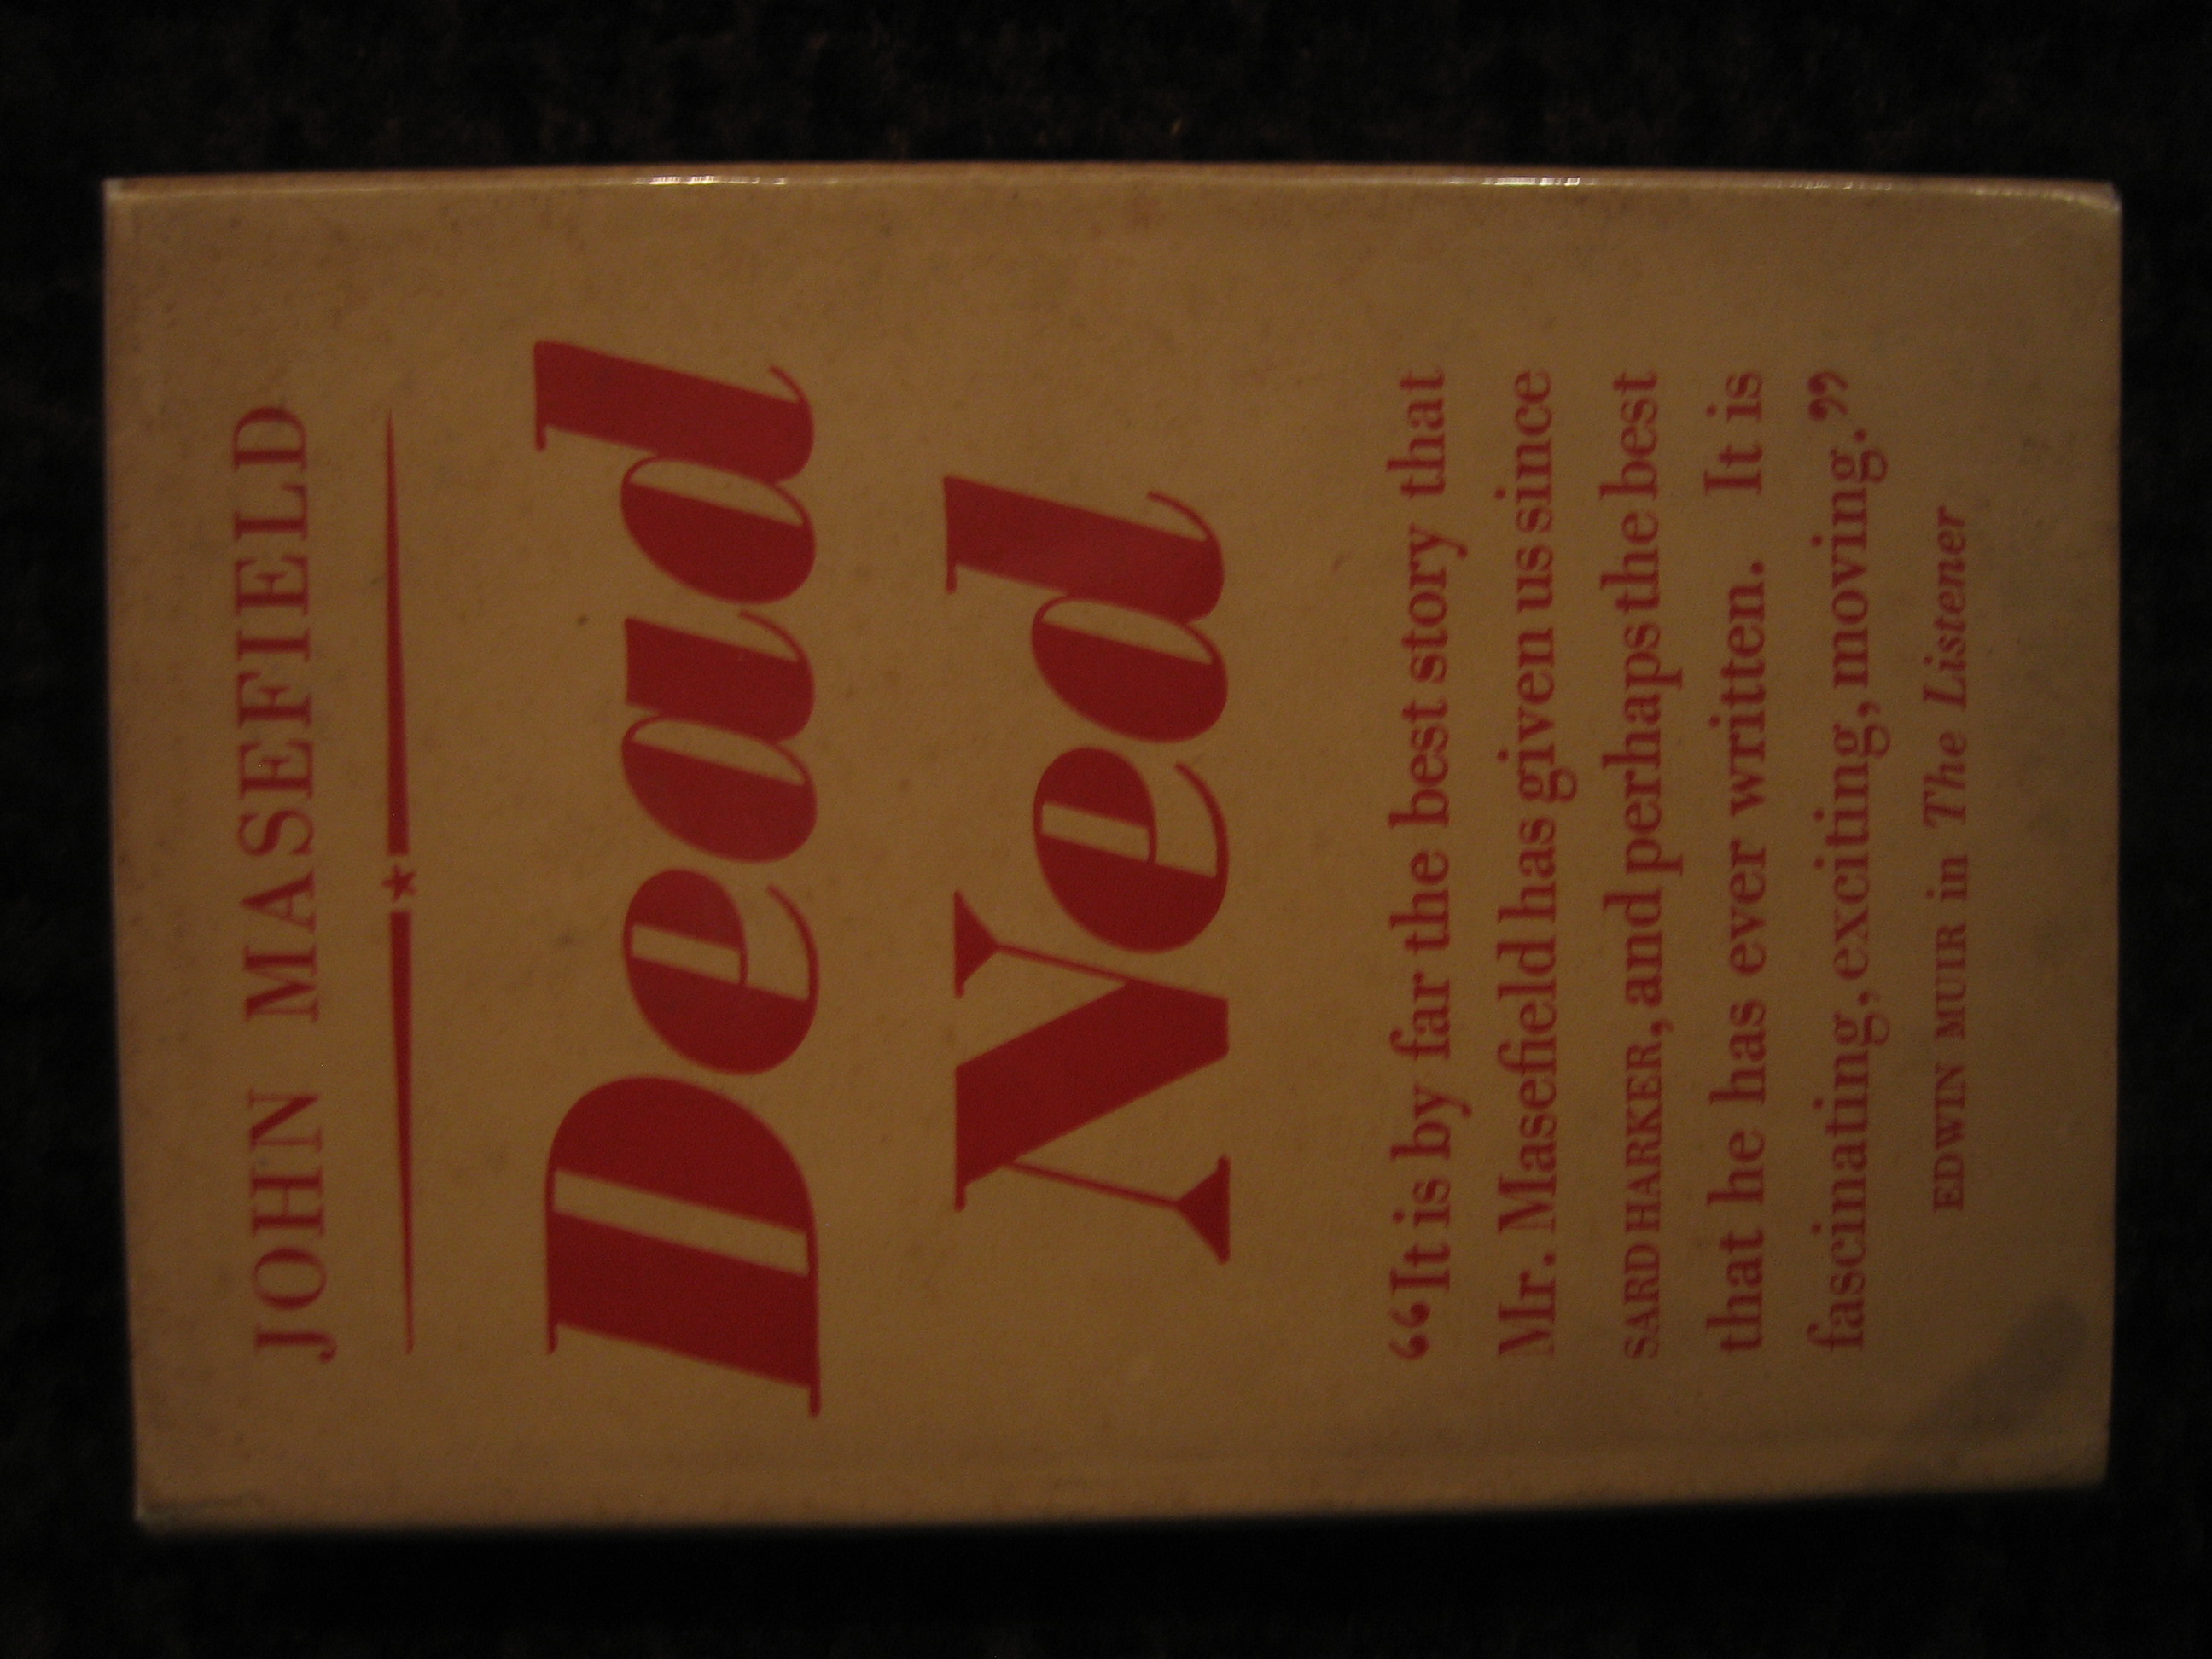 JOHN MASEFIELD
Dead
Ned
“It is by far the best story that
Mr. Masefield has given us since
SARD HARKER, and perhaps the best
that he has ever written. It is
fascinating, exciting, moving.”
EDWIN MUIR in The Listener